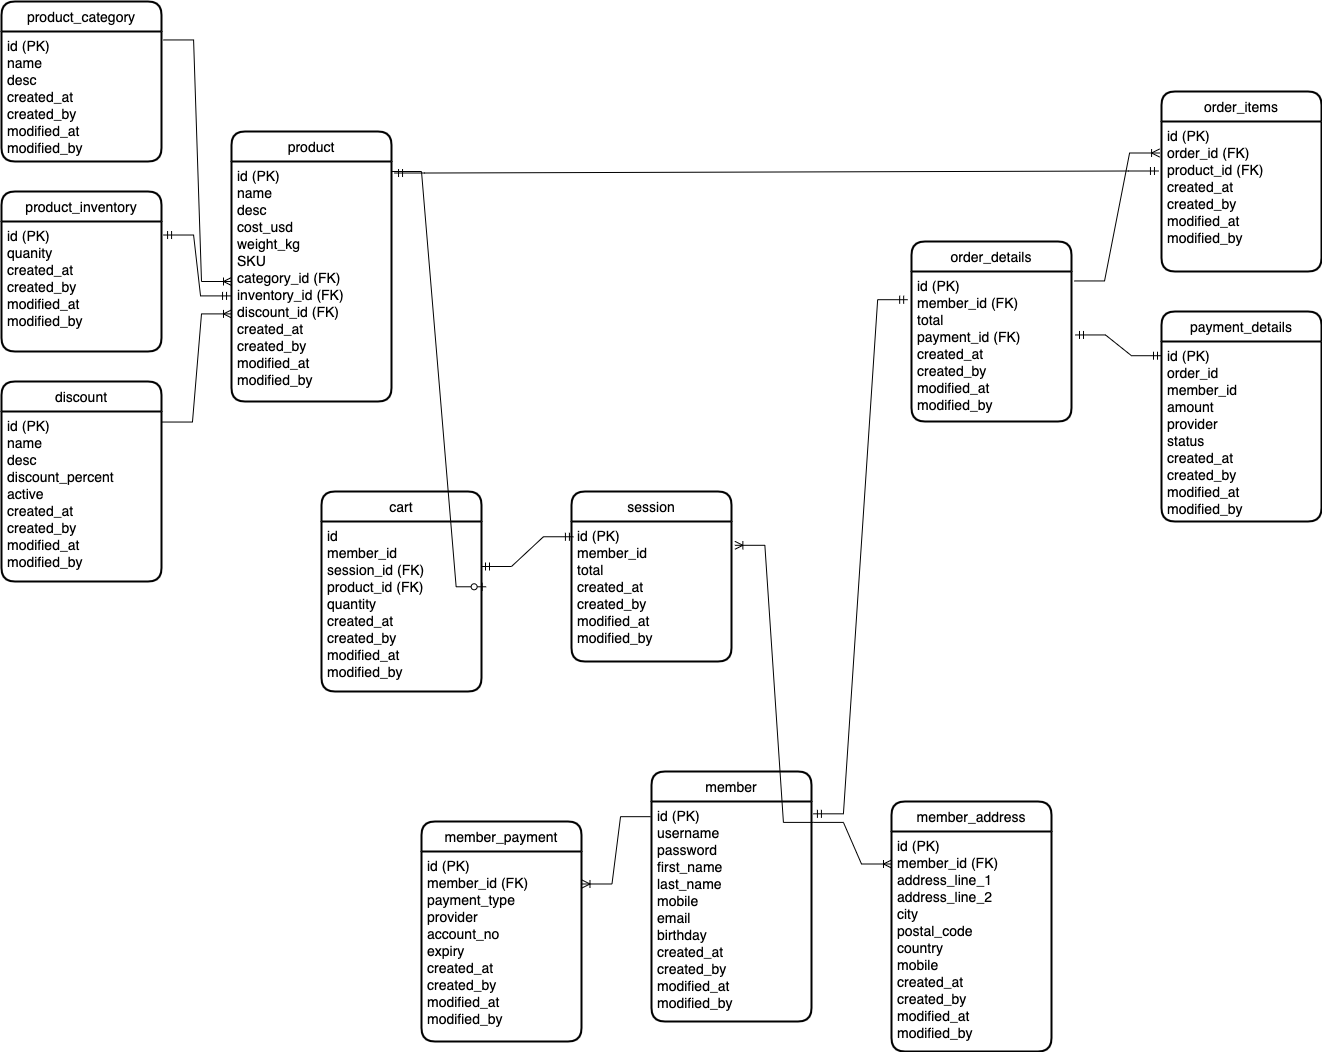 product_category
id (PK)
name
desc
created_at
created_by
modified_at
modified_by
product_inventory
id (PK)
quanity
created_at
created_by
modified_at
modified_by
discount
id (PK)
name
desc
discount_percent
active
created_at
created_by
modified_at
modified_by
product
id (PK)
name
desc
cost_usd
weight_kg
SKU
category_id (FK)
inventory_id (FK)
discount_id (FK)
created_at
created_by
modified_at
modified_by
order_items
id (PK)
order_id (FK)
product_id (FK)
created_at
created_by
modified_at
modified_by
order_details
id (PK)
member_id (FK)
total
payment_id (FK)
created_at
created_by
modified_at
modified_by
payment_details
id (PK)
order_id
member_id
amount
provider
status
created_at
created_by
modified_at
modified_by
cart
id
member_id
session_id (FK)
product_id (FK)
quantity
created_at
created_by
modified_at
modified_by
session
id (PK)
member_id
total
created_at
created_by
modified_at
modified_by
member_payment
id (PK)
member_id (FK)
payment_type
provider
account_no
expiry
created_at
created_by
modified_at
modified_by
member
id (PK)
username
password
first_name
last_name
mobile
email
birthday
created_at
created_by
modified_at
modified_by
member_address
id (PK)
member_id (FK)
address_line_1
address_line_2
city
postal_code
country
mobile
created_at
created_by
modified_at
modified_by